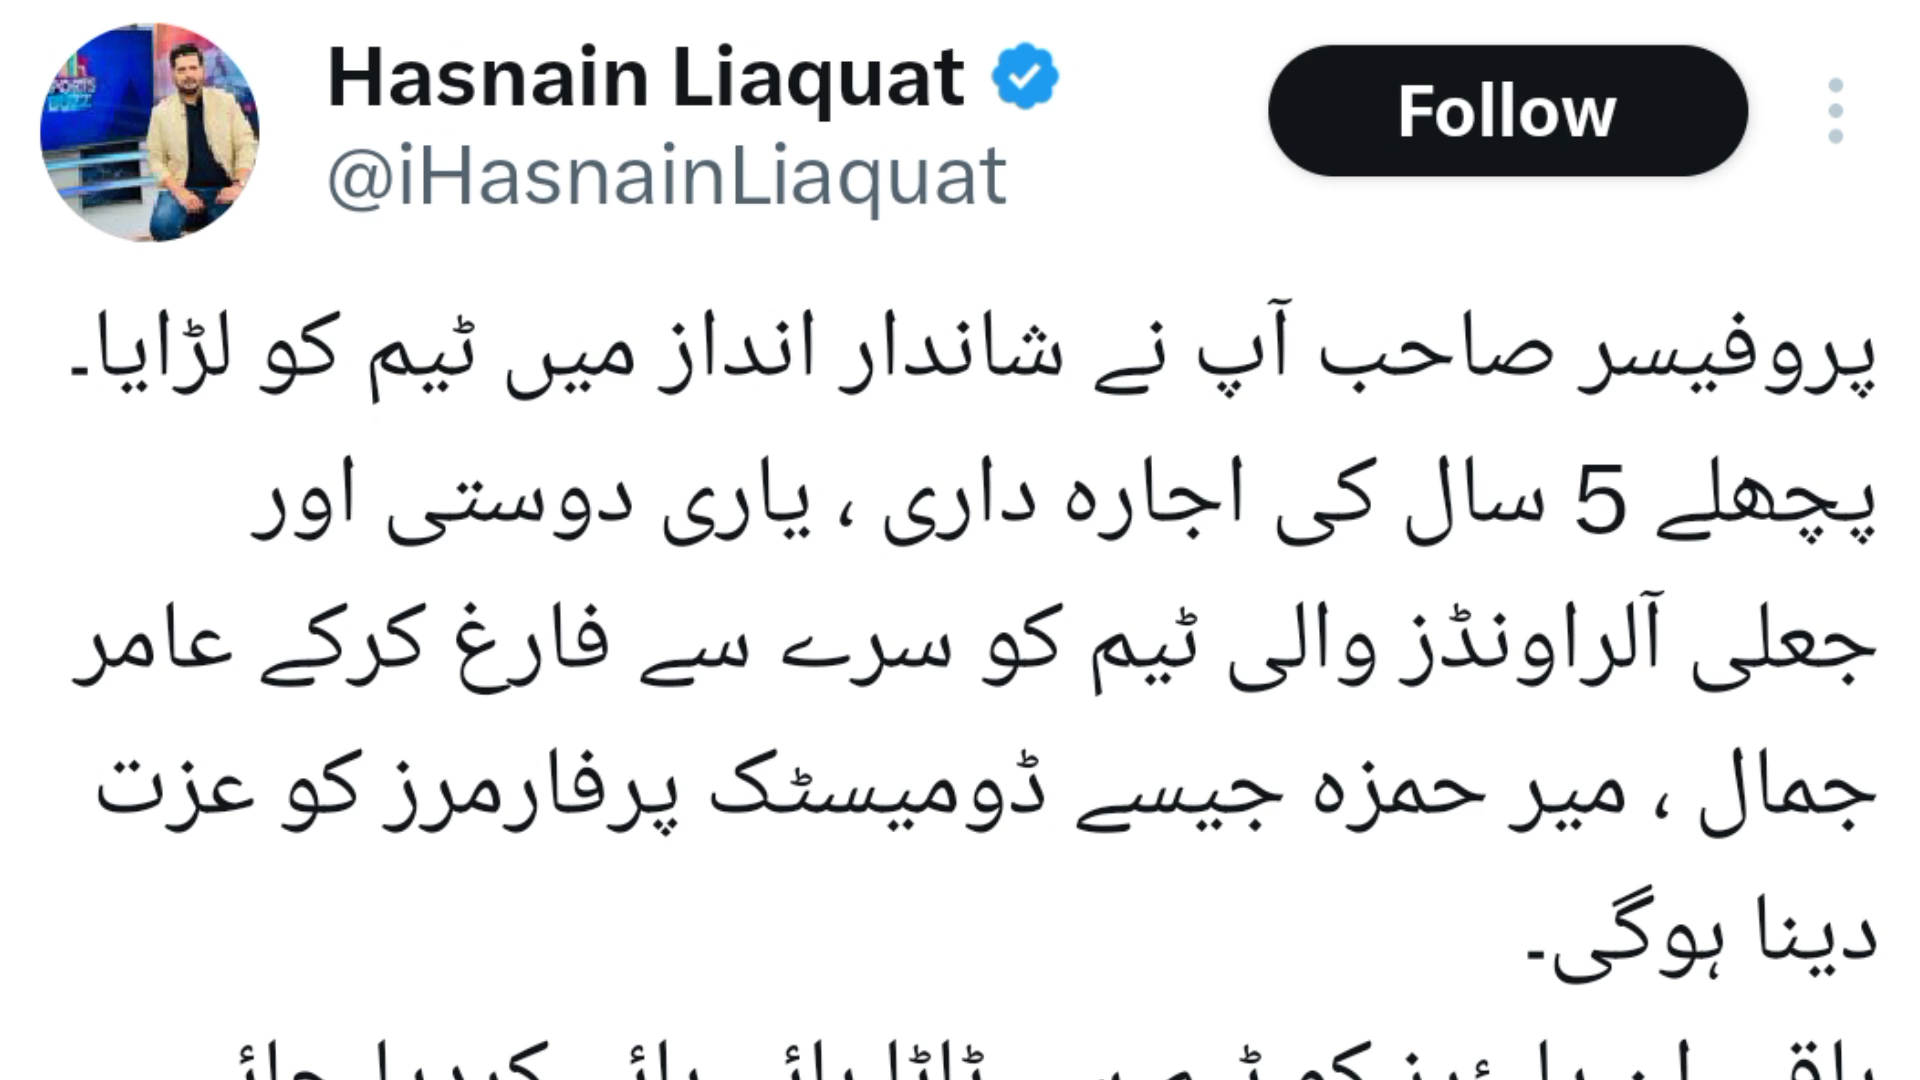 Hasnain Liaquat
@iHasnainLiaquat
Follow
پروفیسر صاحب آپ نے شاندار انداز میں ٹیم کو لڑایا۔
پچھلے 5 سال کی اجارہ داری ، یاری دوستی اور
جعلی آلراونڈز والی ٹیم کو سرے سے فارغ کرکے عامر
جمال ، میر حمزہ جیسے ڈومیسٹک پرفارمرز کو عزت
دینا ہوگی۔